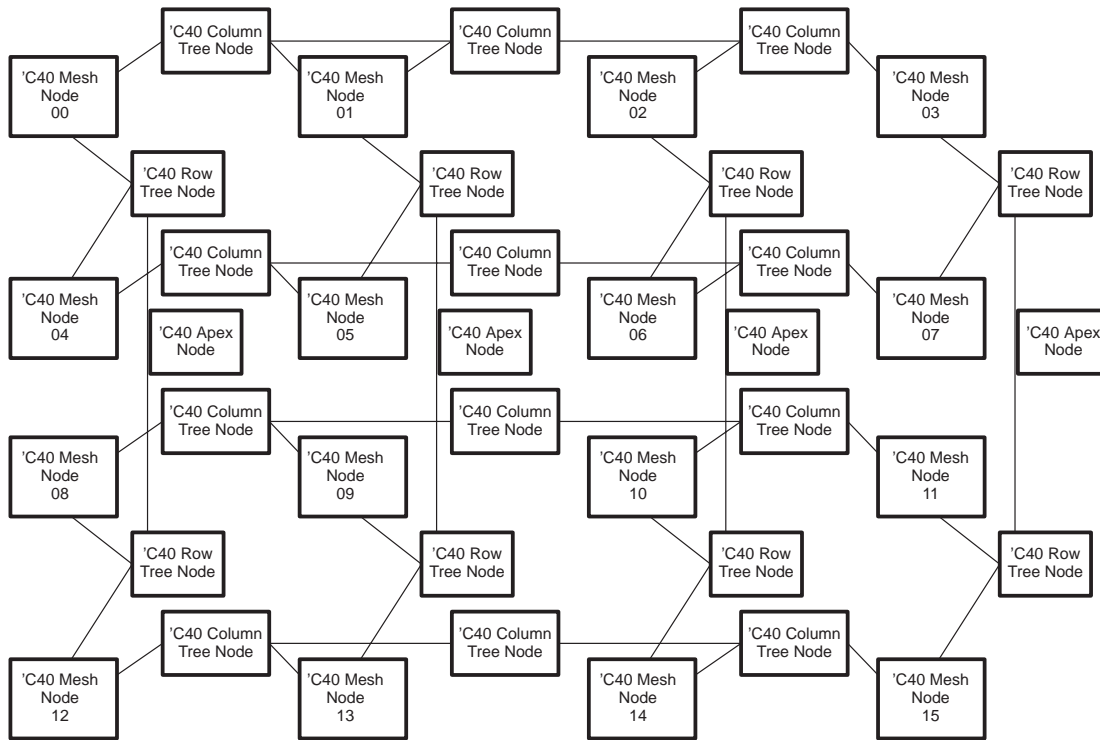 'C40 Column
Tree Node
'C40 Column
Tree Node
'C40 Column
Tree Node
'C40 Mesh
Node
00
'C40 Mesh
Node
01
'C40 Mesh
Node
02
'C40 Mesh
Node
03
'C40 Row
Tree Node
'C40 Row
Tree Node
'C40 Row
Tree Node
'C40 Row
Tree Node
'C40 Column
Tree Node
'C40 Column
Tree Node
'C40 Column
Tree Node
'C40 Mesh
Node
04
'C40 Mesh
Node
05
'C40 Mesh
Node
06
'C40 Mesh
Node
07
'C40 Apex
Node
'C40 Apex
Node
'C40 Apex
Node
'C40 Apex
Node
'C40 Column
Tree Node
'C40 Column
Tree Node
'C40 Column
Tree Node
'C40 Mesh
Node
08
'C40 Mesh
Node
09
'C40 Mesh
Node
10
'C40 Mesh
Node
11
'C40 Row
Tree Node
'C40 Row
Tree Node
'C40 Row
Tree Node
'C40 Row
Tree Node
'C40 Column
Tree Node
'C40 Column
Tree Node
'C40 Column
Tree Node
'C40 Mesh
Node
12
'C40 Mesh
Node
13
'C40 Mesh
Node
14
'C40 Mesh
Node
15